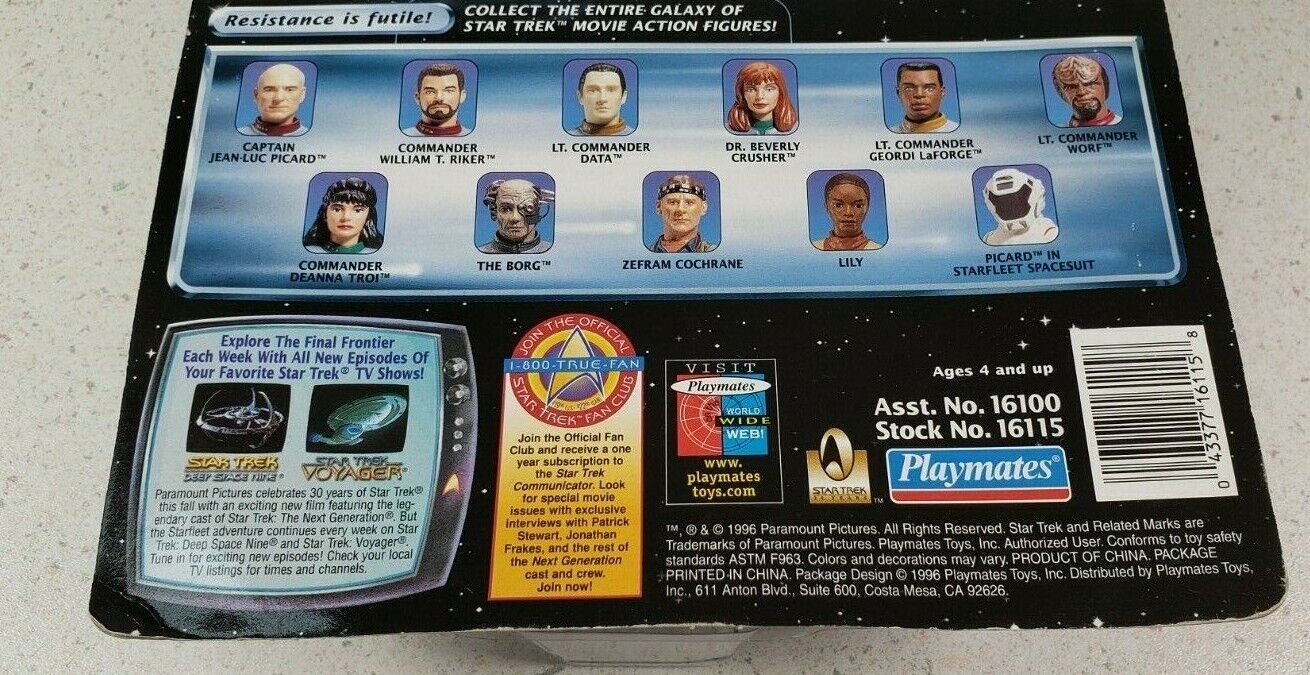 Resistance is futile!
COLLECT THE ENTIRE GALAXY OF
STAR TREK™ MOVIE ACTION FIGURES!
CAPTAIN
JEAN-LUC PICARD™
COMMANDER
WILLIAM T. RIKER™
LT. COMMANDER
DATA™
DR. BEVERLY
CRUSHER™
LT. COMMANDER
GEORDI LaFORGE™
LT. COMMANDER
WORF™
COMMANDER
DEANNA TROI™
THE BORG™
ZEFRAM COCHRANE
LILY
PICARD™ IN
STARFLEET SPACESUIT
Explore The Final Frontier
Each Week With All New Episodes Of
Your Favorite Star Trek® TV Shows!
STAR TREK
DEEP SPACE NINE®
STAR TREK
VOYAGER®
Paramount Pictures celebrates 30 years of Star Trek®
this fall with an exciting new film featuring the leg-
endary cast of Star Trek: The Next Generation®. But
the Starfleet adventure continues every week on Star
Trek: Deep Space Nine® and Star Trek: Voyager®.
Tune in for exciting new episodes! Check your local
TV listings for times and channels.
JOIN THE OFFICIAL
1-800-TRUE-FAN
STAR TREK™ FAN CLUB
Join the Official Fan
Club and receive a one
year subscription to
the Star Trek
Communicator. Look
for special movie
issues with exclusive
interviews with Patrick
Stewart, Jonathan
Frakes, and the rest of
the Next Generation
cast and crew.
Join now!
VISIT
Playmates
WORLD
WIDE
WEB!
www.
playmates
toys.com
Ages 4 and up
Asst. No. 16100
Stock No. 16115
STAR TREK
30 YEARS™
Playmates®
0 43377 16115 8
™, ® & © 1996 Paramount Pictures. All Rights Reserved. Star Trek and Related Marks are
Trademarks of Paramount Pictures. Playmates Toys, Inc. Authorized User. Conforms to toy safety
standards ASTM F963. Colors and decorations may vary. PRODUCT OF CHINA. PACKAGE
PRINTED IN CHINA. Package Design © 1996 Playmates Toys, Inc. Distributed by Playmates Toys,
Inc., 611 Anton Blvd., Suite 600, Costa Mesa, CA 92626.